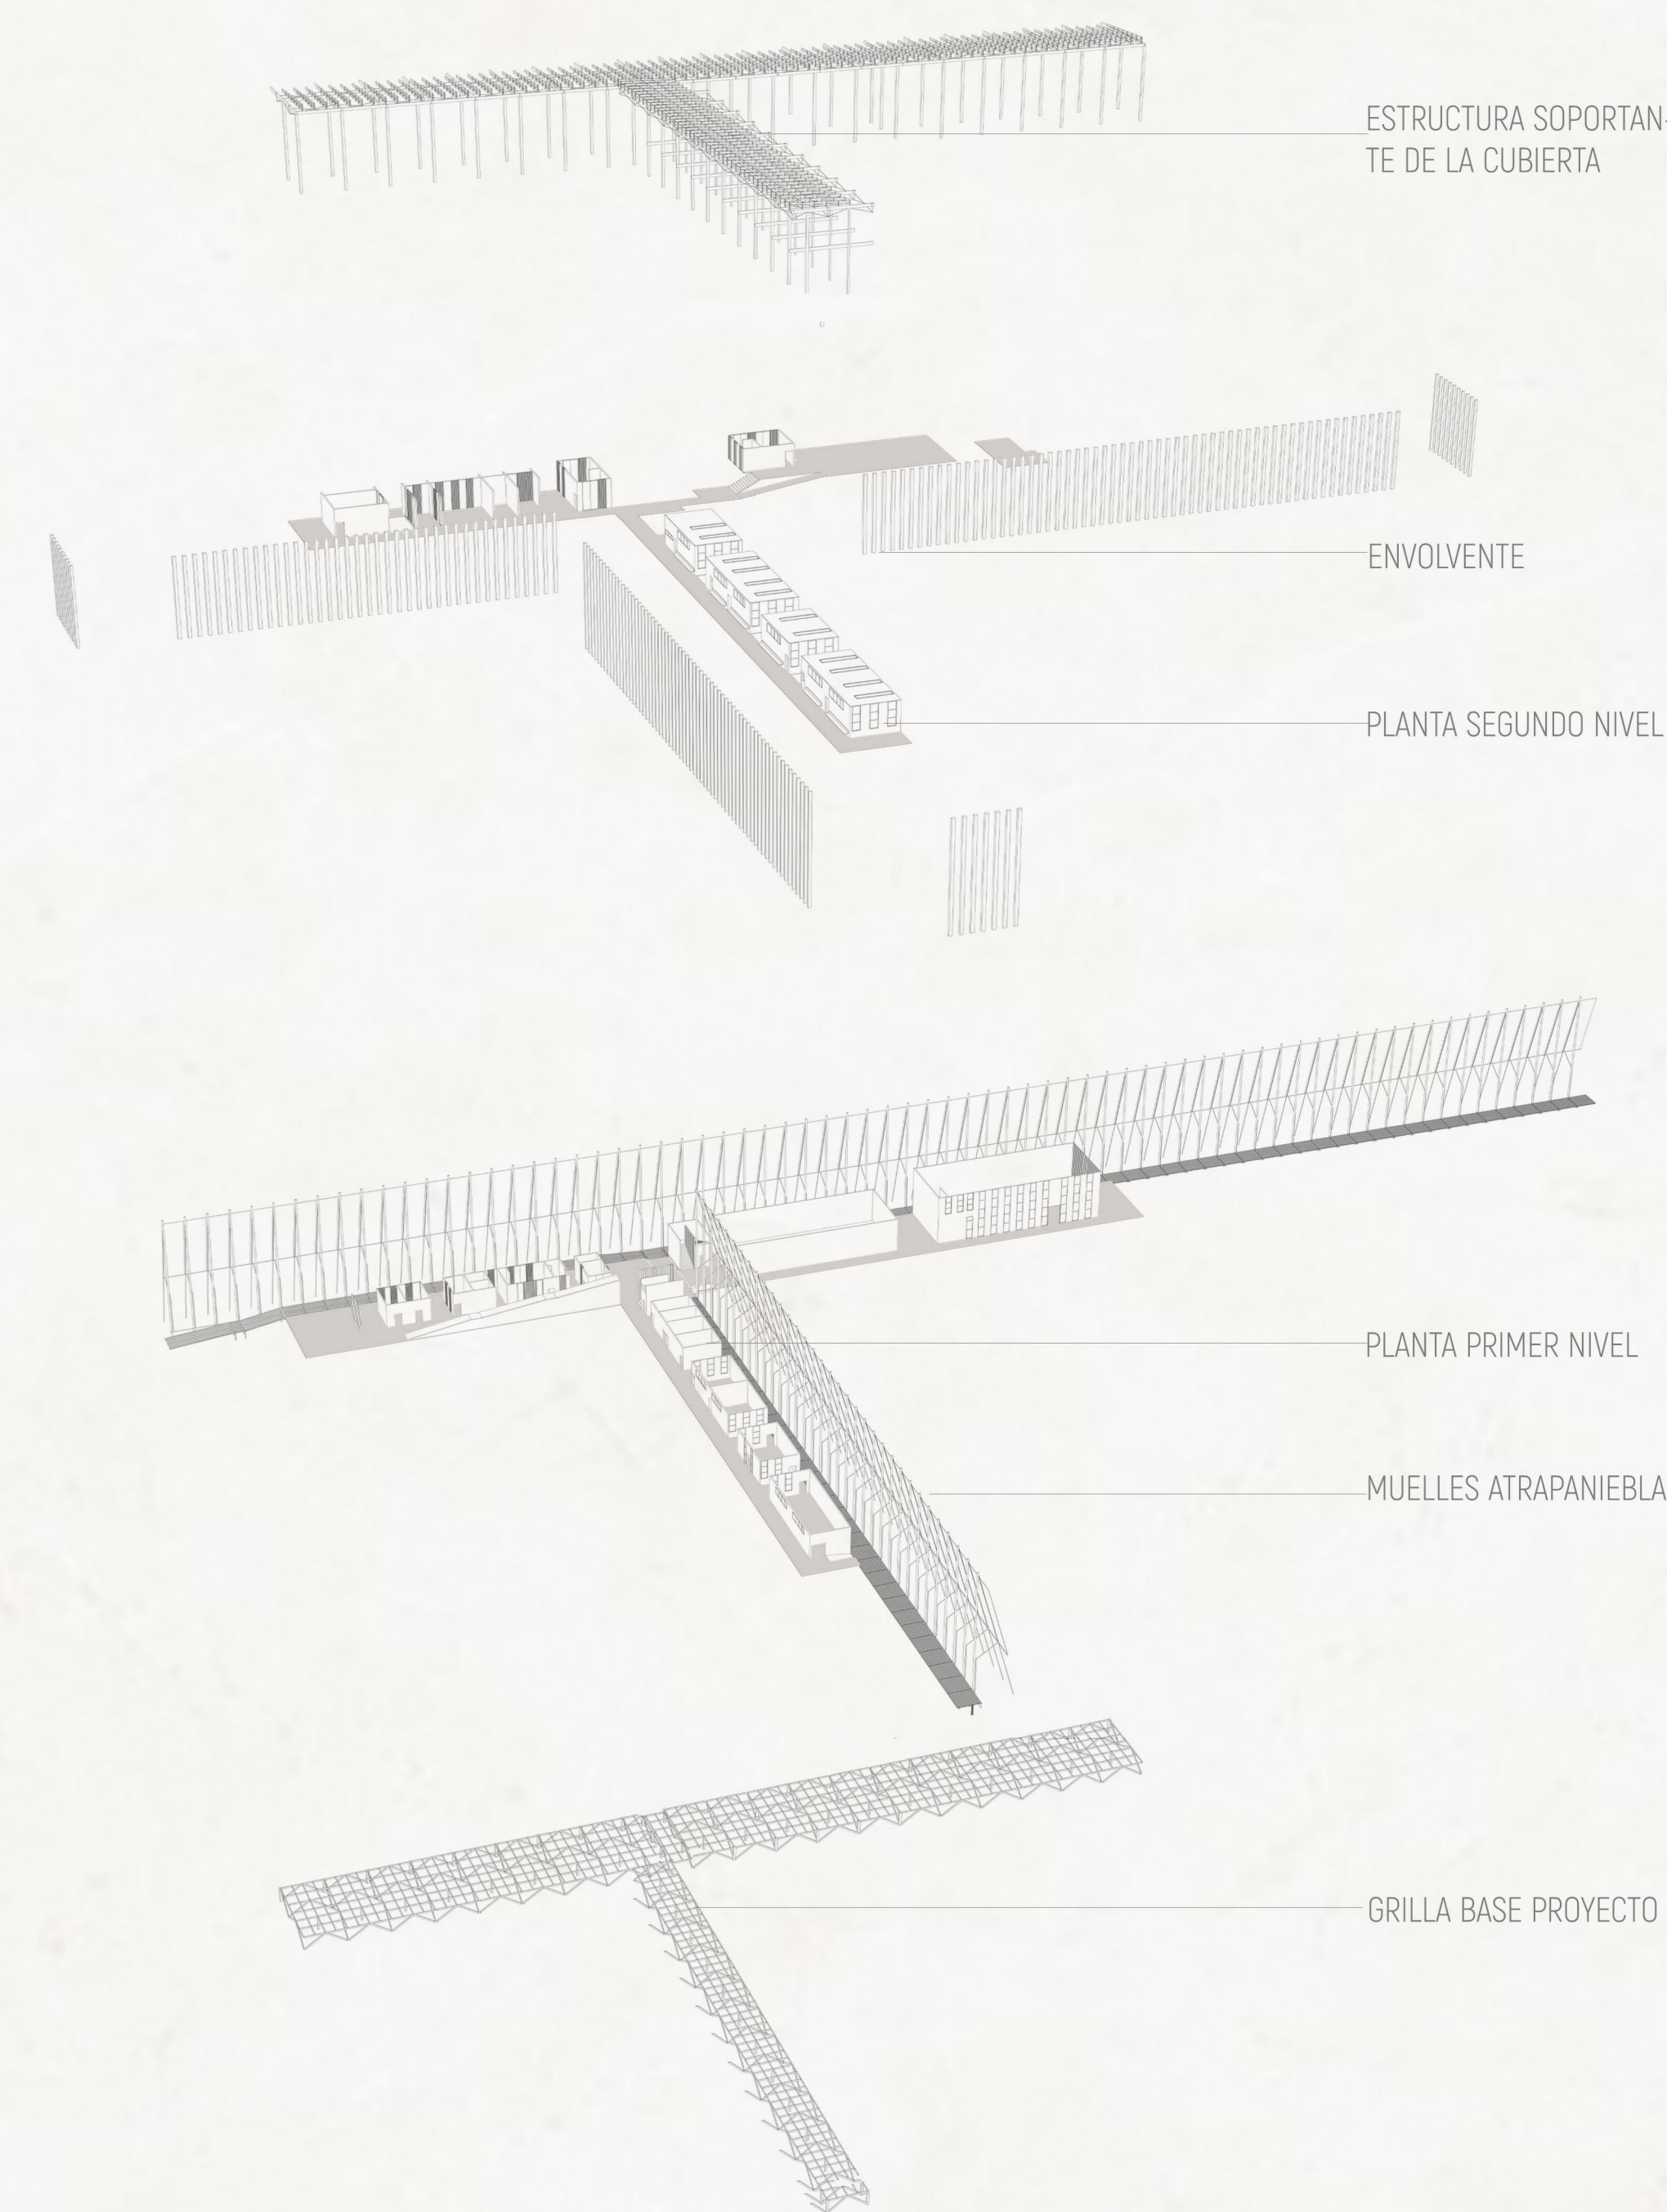 ESTRUCTURA SOPORTAN-
TE DE LA CUBIERTA
ENVOLVENTE
PLANTA SEGUNDO NIVEL
PLANTA PRIMER NIVEL
MUELLES ATRAPANIEBLA
GRILLA BASE PROYECTO